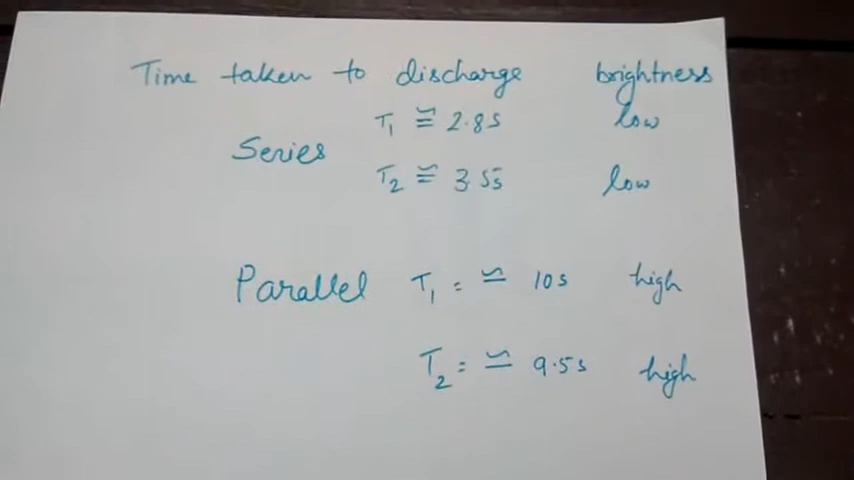 Time taken to discharge brightness
T1 ≅ 2.8s low
Series
T2 ≅ 3.5s low
Parallel T1 = ≃ 10s high
T2 = ≃ 9.5s high